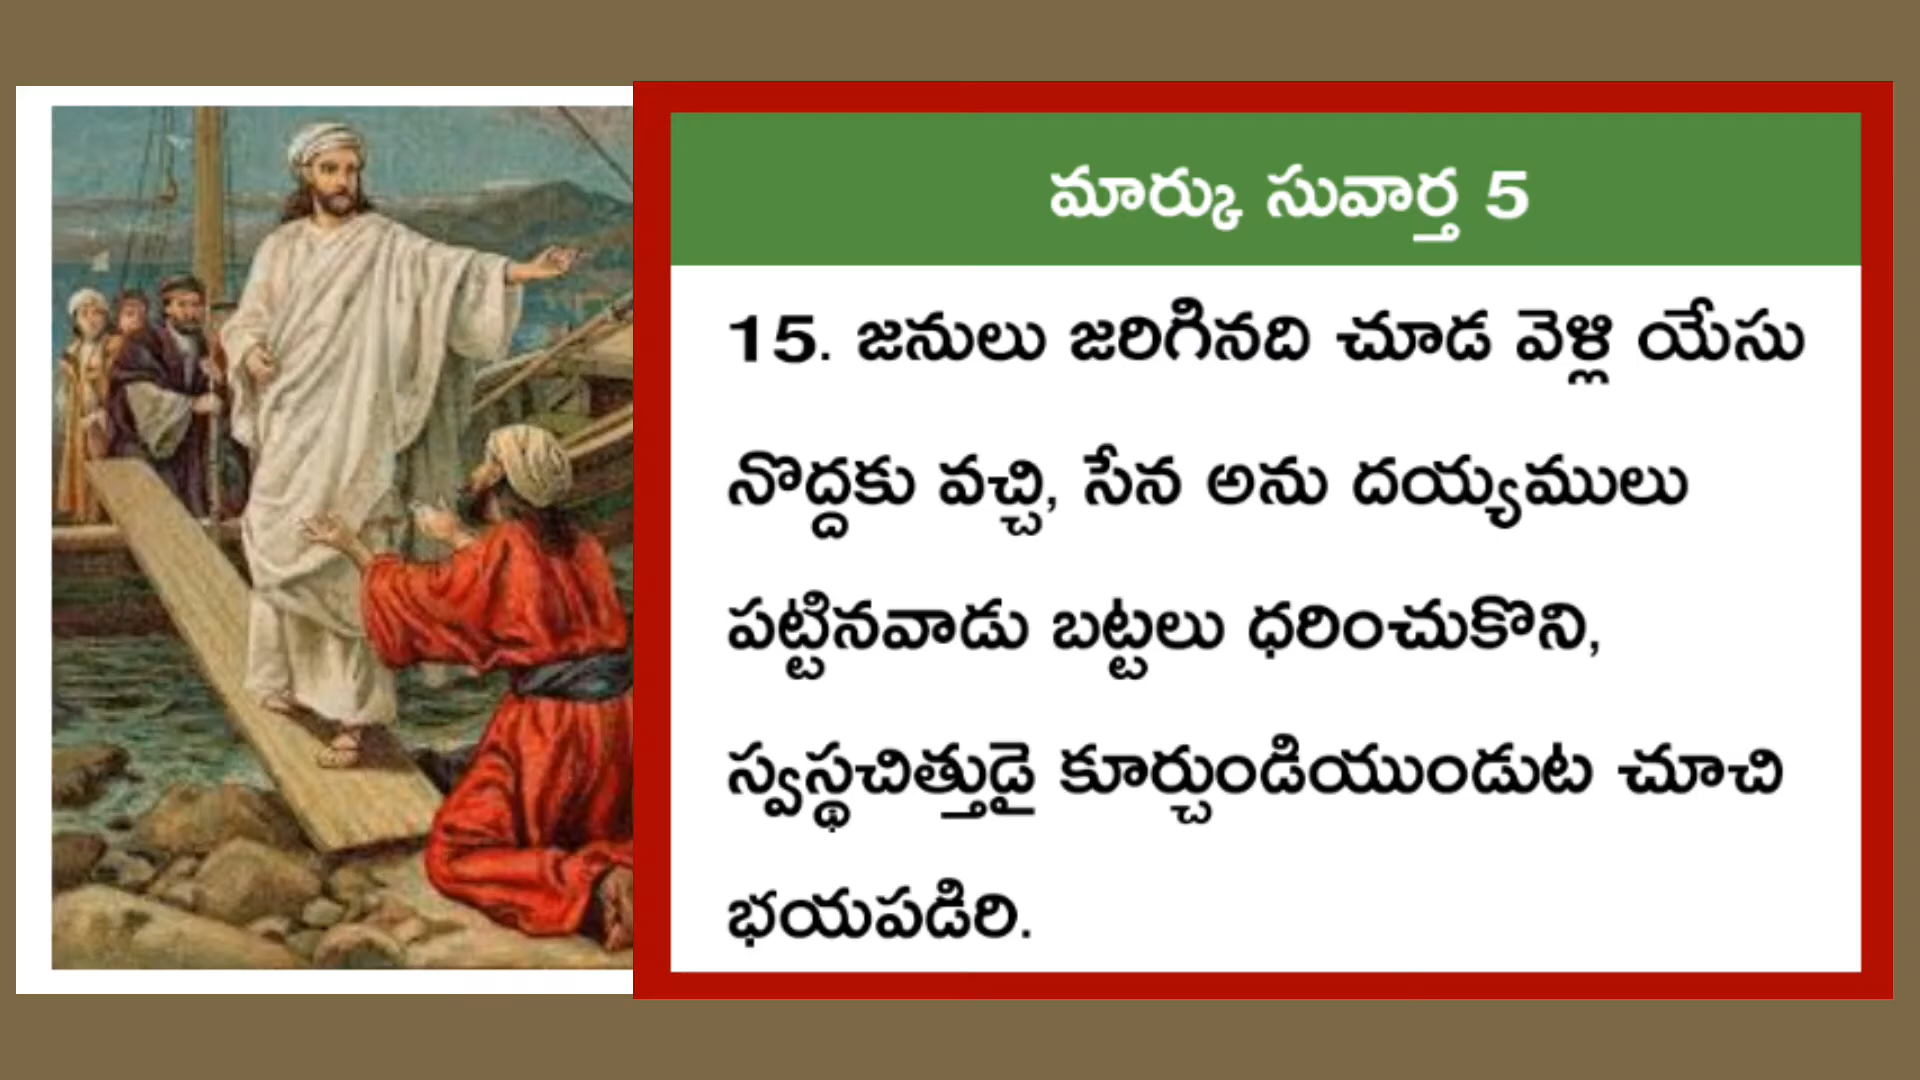 మార్కు సువార్త 5
15. జనులు జరిగినది చూడ వెళ్లి యేసు
నొద్దకు వచ్చి, సేన అను దయ్యములు
పట్టినవాడు బట్టలు ధరించుకొని,
స్వస్థచిత్తుడై కూర్చుండియుండుట చూచి
భయపడిరి.